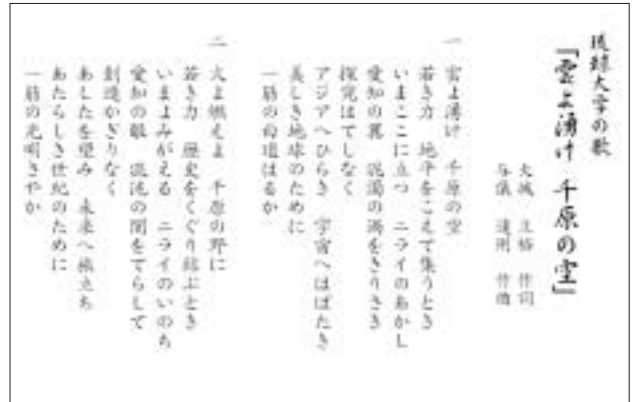 琉球大学の歌
『雲よ湧け 千原の空』
大城 立裕 作詞
与儀 達則 作曲
一 雲よ湧け 千原の空
若き力 地平をこえて集うとき
いまここに立つ ニライのあかし
愛知の翼 混濁の渦をきりさき
探究はてしなく
アジアへひらき 宇宙へはばたき
美しき地球のために
一筋の白道はるか
二 火よ燃えよ 千原の野に
若き力 歴史をくぐり結ぶとき
いまよみがえる ニライのいのち
愛知の眼 混沌の闇をてらして
創造かぎりなく
あしたを望み 未来へ旅立ち
あたらしき世紀のために
一筋の光明さやか